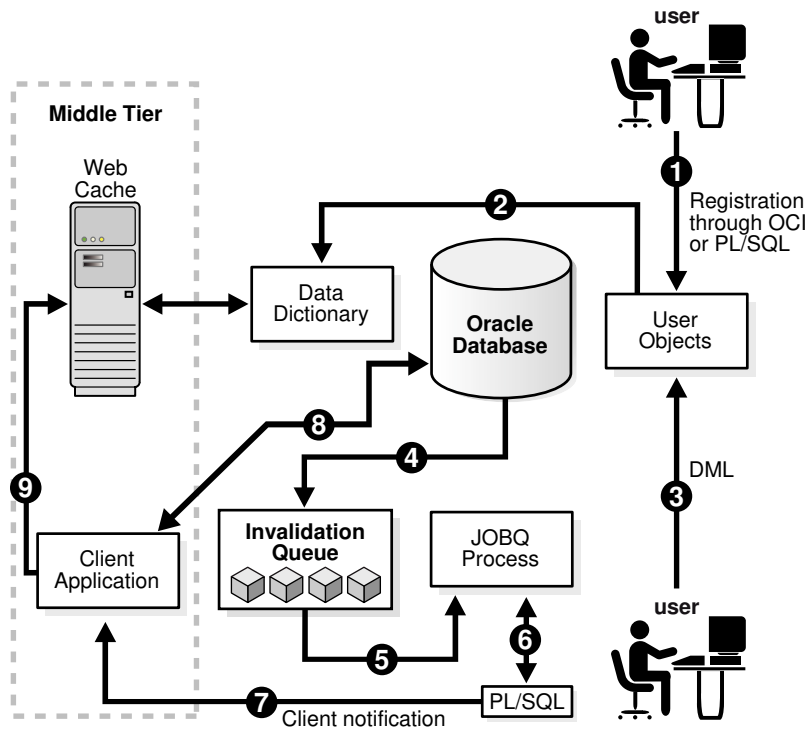 user
Middle Tier
Web
Cache
1
2
Registration
through OCI
or PL/SQL
Data
Dictionary
Oracle
Database
User
Objects
8
4
DML
9
3
Invalidation
Queue
JOBQ
Process
Client
Application
user
5
6
7
PL/SQL
Client notification